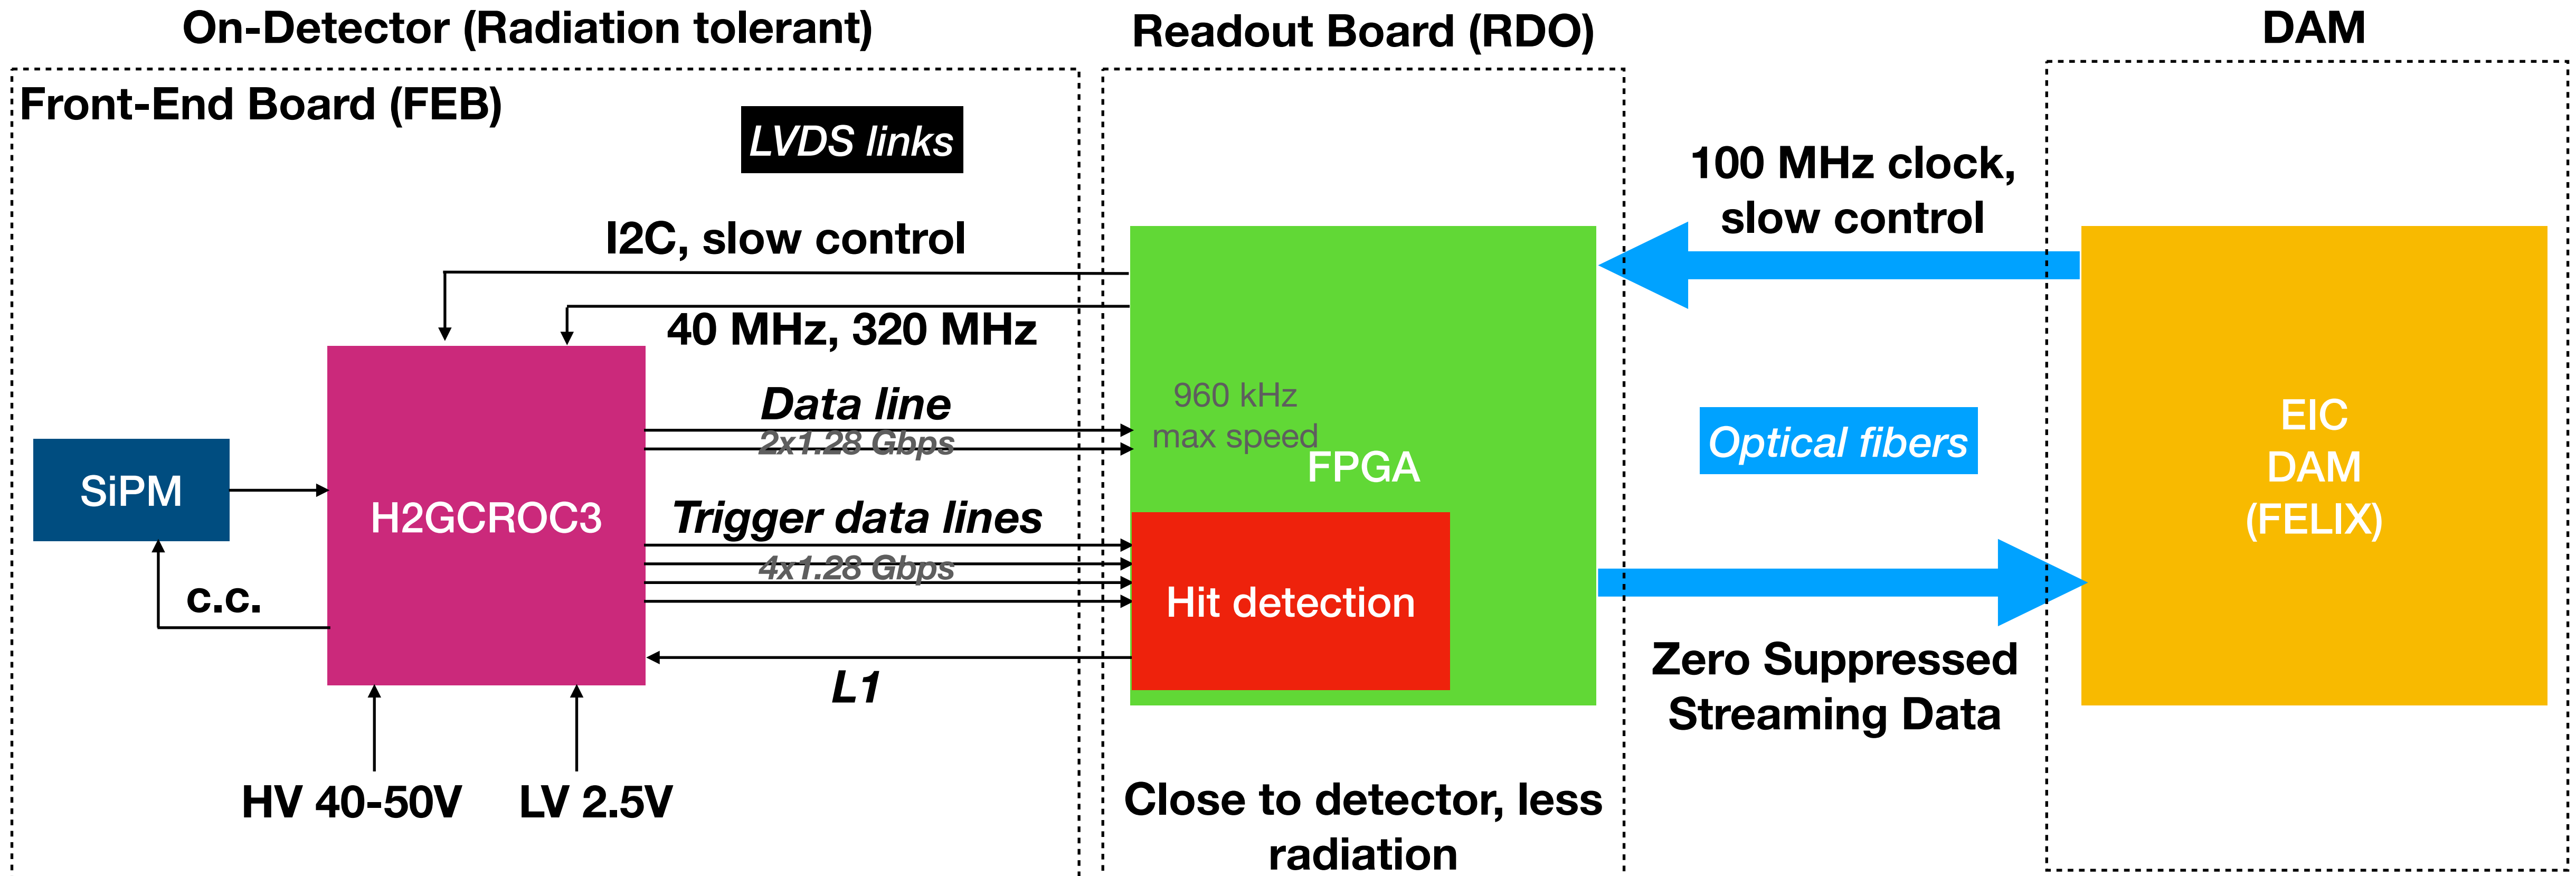 On-Detector (Radiation tolerant)
Readout Board (RDO)
DAM
Front-End Board (FEB)
LVDS links
I2C, slow control
40 MHz, 320 MHz
Data line
2x1.28 Gbps
Trigger data lines
4x1.28 Gbps
L1
SiPM
H2GCROC3
c.c.
HV 40-50V
LV 2.5V
960 kHz
max speed
FPGA
Hit detection
Close to detector, less
radiation
100 MHz clock,
slow control
Optical fibers
Zero Suppressed
Streaming Data
EIC
DAM
(FELIX)